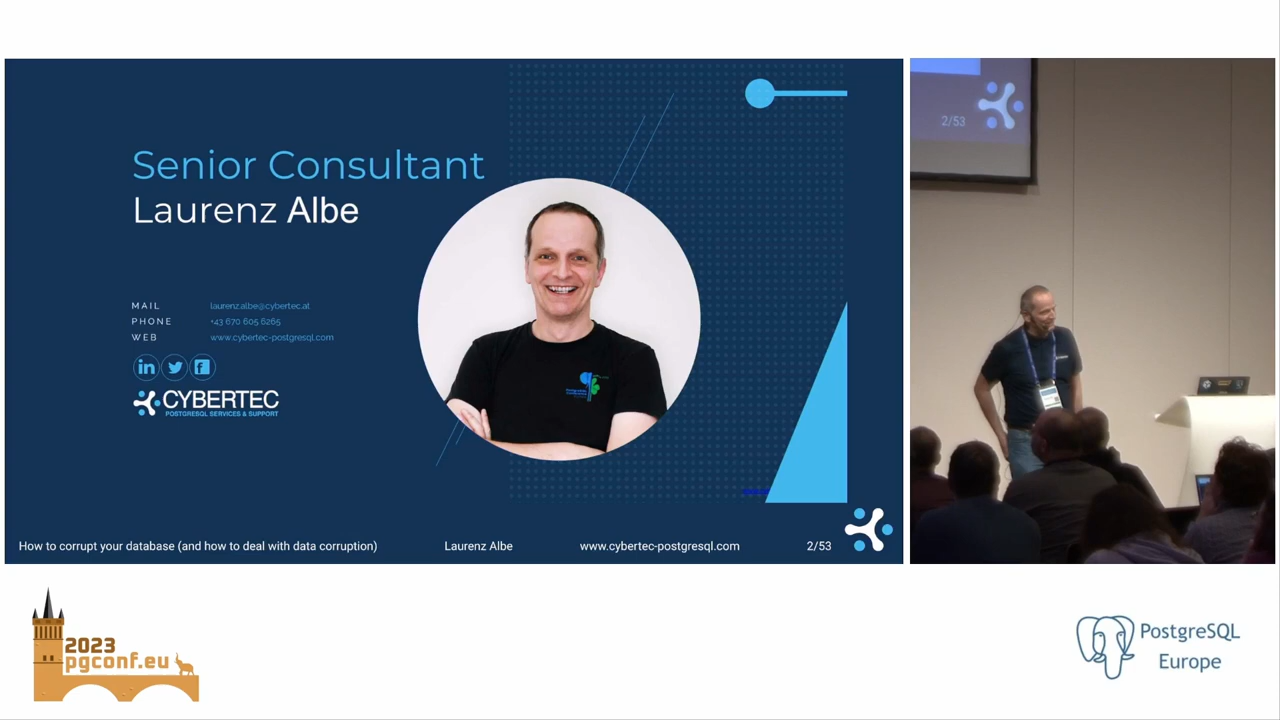 Senior Consultant
Laurenz Albe
MAIL laurenz.albe@cybertec.at
PHONE +43 670 605 6265
WEB www.cybertec-postgresql.com
in
CYBERTEC
POSTGRESQL SERVICES & SUPPORT
How to corrupt your database (and how to deal with data corruption) Laurenz Albe www.cybertec-postgresql.com 2/53
2/53
2023
pgconf.eu
PostgreSQL
Europe